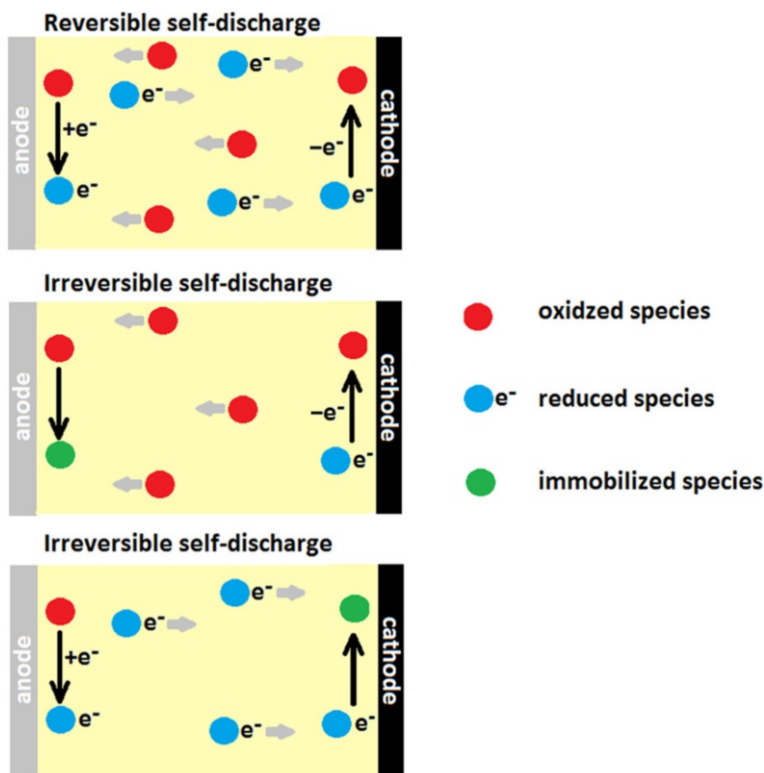 Reversible self-discharge
anode
+e-
e-
e-
e-
e-
−e-
e-
cathode
Irreversible self-discharge
anode
−e-
e-
cathode
oxidzed species
e- reduced species
immobilized species
Irreversible self-discharge
anode
+e-
e-
e-
e-
e-
e-
cathode